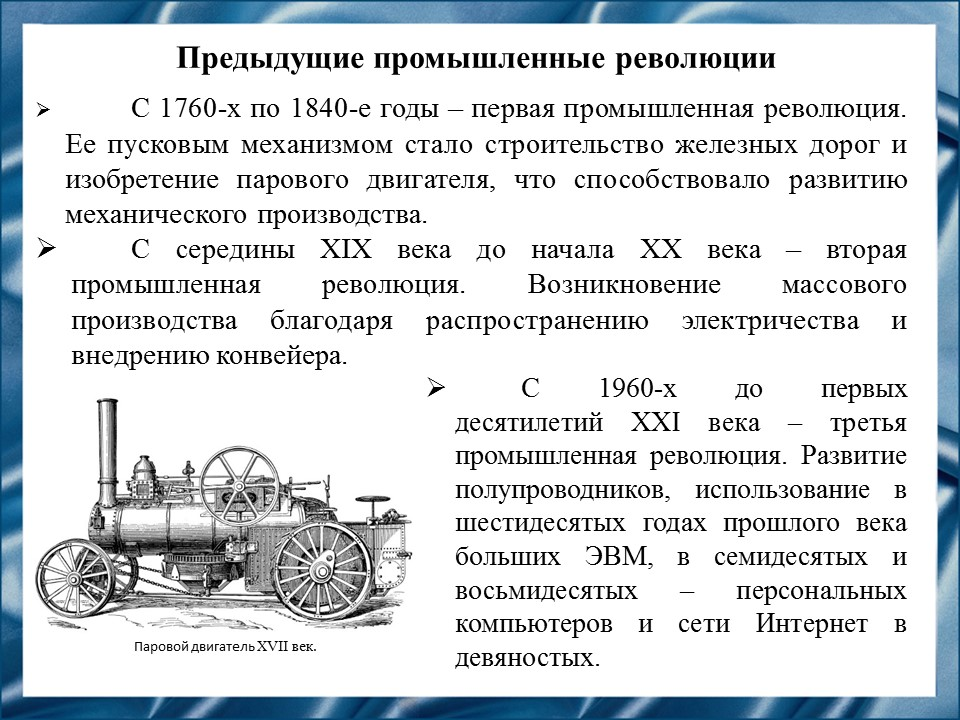 Предыдущие промышленные революции
С 1760-х по 1840-е годы – первая промышленная революция.
Ее пусковым механизмом стало строительство железных дорог и
изобретение парового двигателя, что способствовало развитию
механического производства.
С середины XIX века до начала XX века – вторая
промышленная революция. Возникновение массового
производства благодаря распространению электричества и
внедрению конвейера.
С 1960-х до первых
десятилетий XXI века – третья
промышленная революция. Развитие
полупроводников, использование в
шестидесятых годах прошлого века
больших ЭВМ, в семидесятых и
восьмидесятых – персональных
компьютеров и сети Интернет в
девяностых.
Паровой двигатель XVII век.